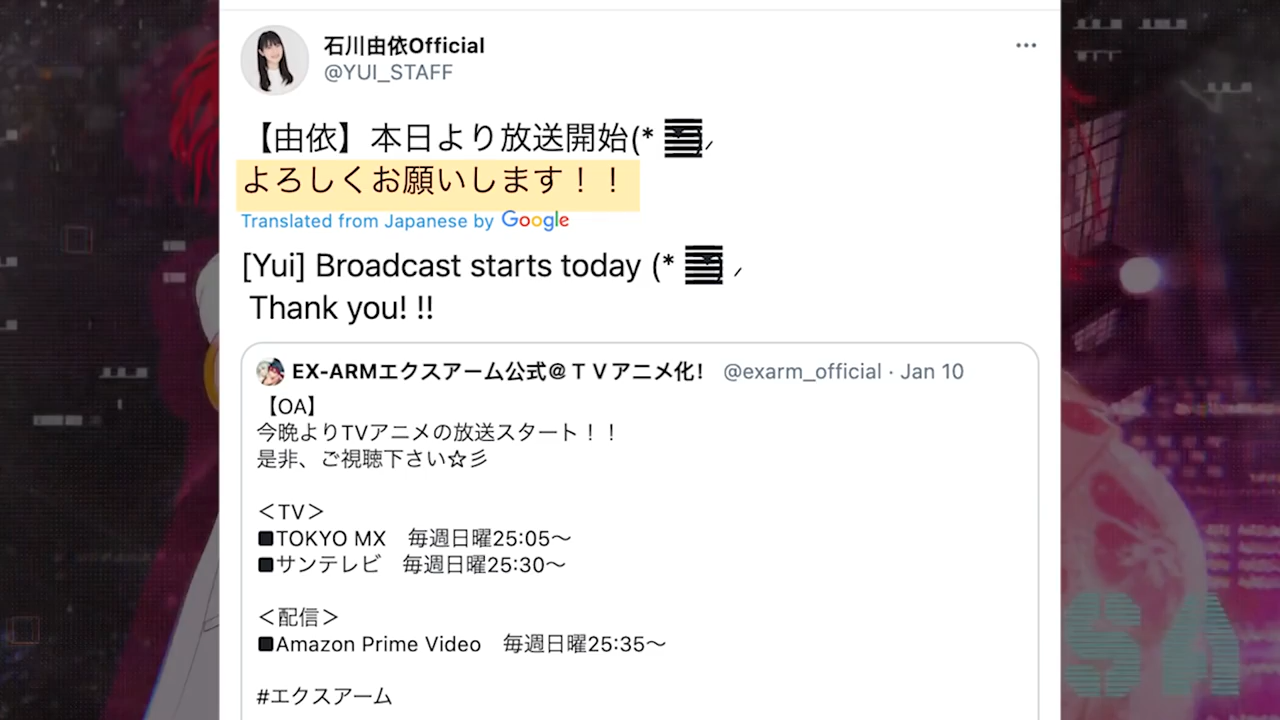 石川由依Official
@YUI_STAFF
【由依】本日より放送開始(*
よろしくお願いします！！
Translated from Japanese by Google
[Yui] Broadcast starts today (*
Thank you! !!
EX-ARMエクスアーム公式@ＴＶアニメ化! @exarm_official · Jan 10
【OA】
今晩よりTVアニメの放送スタート！！
是非、ご視聴下さい☆彡
＜TV＞
■TOKYO MX　毎週日曜25:05〜
■サンテレビ　毎週日曜25:30〜
＜配信＞
■Amazon Prime Video　毎週日曜25:35〜
#エクスアーム